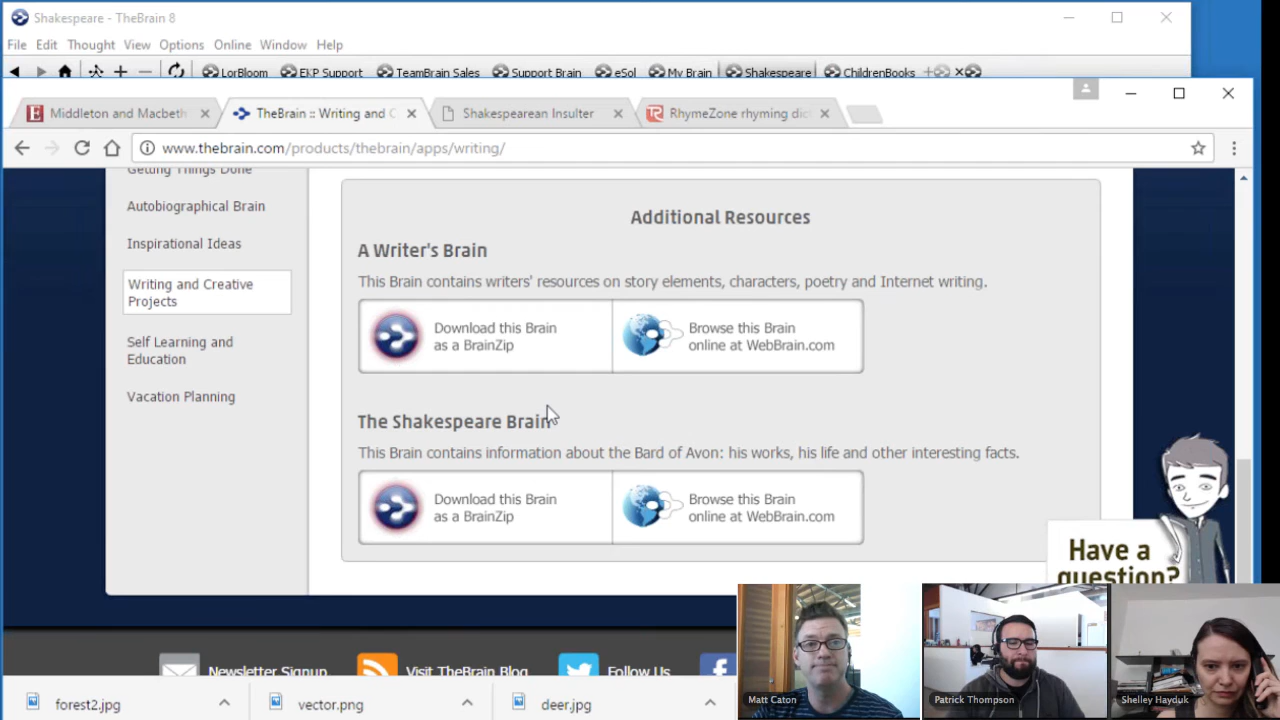 Shakespeare - TheBrain 8
File Edit Thought View Options Online Window Help
LorBloom EKP Support TeamBrain Sales Support Brain eSol My Brain Shakespeare ChildrenBooks
Middleton and Macbeth TheBrain :: Writing and C Shakespearean Insulter RhymeZone rhyming dic
www.thebrain.com/products/thebrain/apps/writing/
Getting Things Done
Autobiographical Brain
Inspirational Ideas
Writing and Creative
Projects
Self Learning and
Education
Vacation Planning
Additional Resources
A Writer's Brain
This Brain contains writers' resources on story elements, characters, poetry and Internet writing.
Download this Brain
as a BrainZip
Browse this Brain
online at WebBrain.com
The Shakespeare Brain
This Brain contains information about the Bard of Avon: his works, his life and other interesting facts.
Download this Brain
as a BrainZip
Browse this Brain
online at WebBrain.com
Have a
question?
Newsletter Signup Visit TheBrain Blog Follow Us
forest2.jpg vector.png deer.jpg
Matt Caton Patrick Thompson Shelley Hayduk